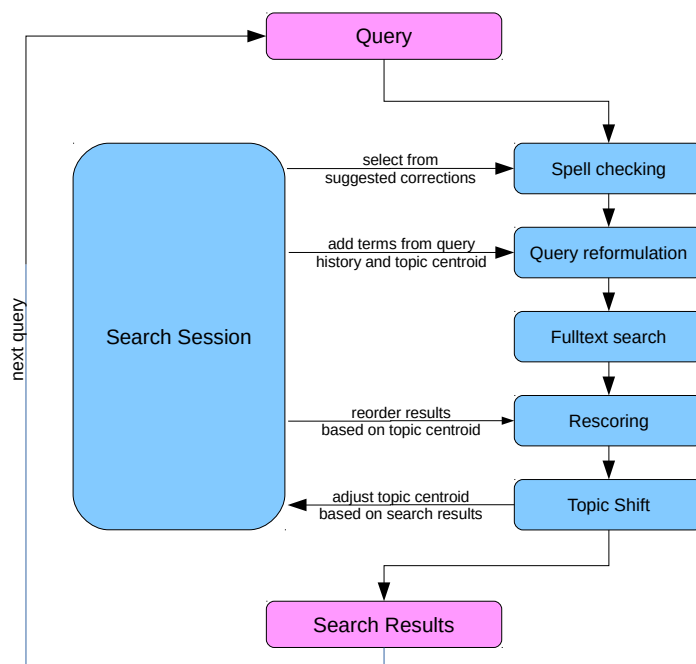 Query
select from
suggested corrections
Spell checking
add terms from query
history and topic centroid
Query reformulation
next query
Search Session
Fulltext search
reorder results
based on topic centroid
Rescoring
adjust topic centroid
based on search results
Topic Shift
Search Results